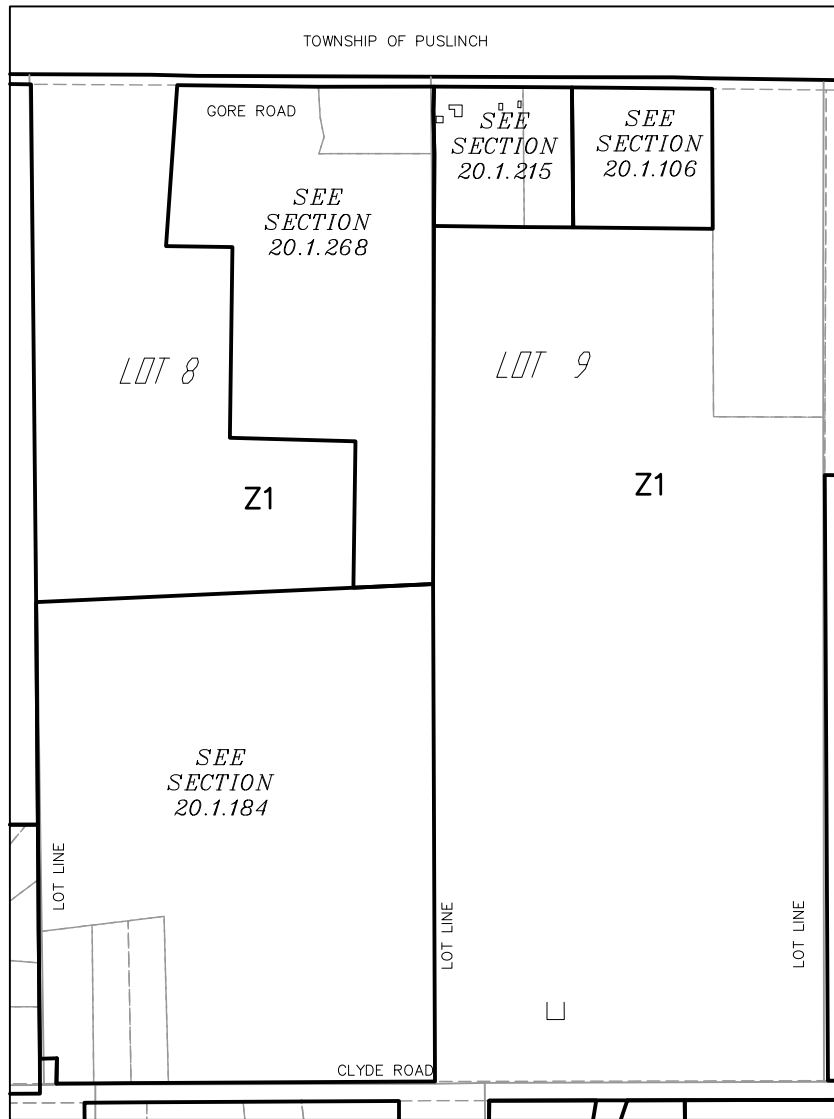 TOWNSHIP OF PUSLINCH
GORE ROAD
SEE
SECTION
20.1.215
SEE
SECTION
20.1.106
SEE
SECTION
20.1.268
LOT 8
LOT 9
Z1
Z1
SEE
SECTION
20.1.184
LOT LINE
LOT LINE
LOT LINE
CLYDE ROAD